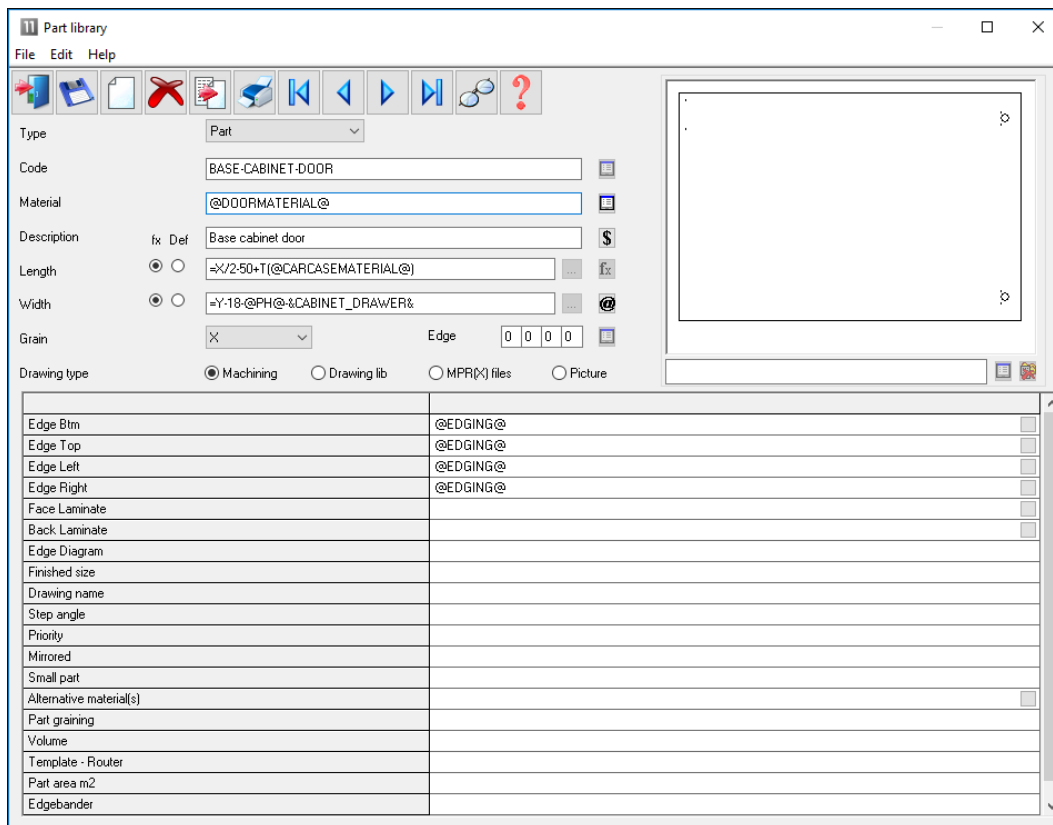 11 Part library
File Edit Help
Type Part
Code BASE-CABINET-DOOR
Material @DOORMATERIAL@
Description fx Def Base cabinet door $
Length =X/2-50+T(@CARCASEMATERIAL@) ... fx
Width =Y-18-@PH@-&CABINET_DRAWER& ... @
Grain X Edge 0 0 0 0
Drawing type Machining Drawing lib MPR(X) files Picture
Edge Btm @EDGING@
Edge Top @EDGING@
Edge Left @EDGING@
Edge Right @EDGING@
Face Laminate
Back Laminate
Edge Diagram
Finished size
Drawing name
Step angle
Priority
Mirrored
Small part
Alternative material(s)
Part graining
Volume
Template - Router
Part area m2
Edgebander